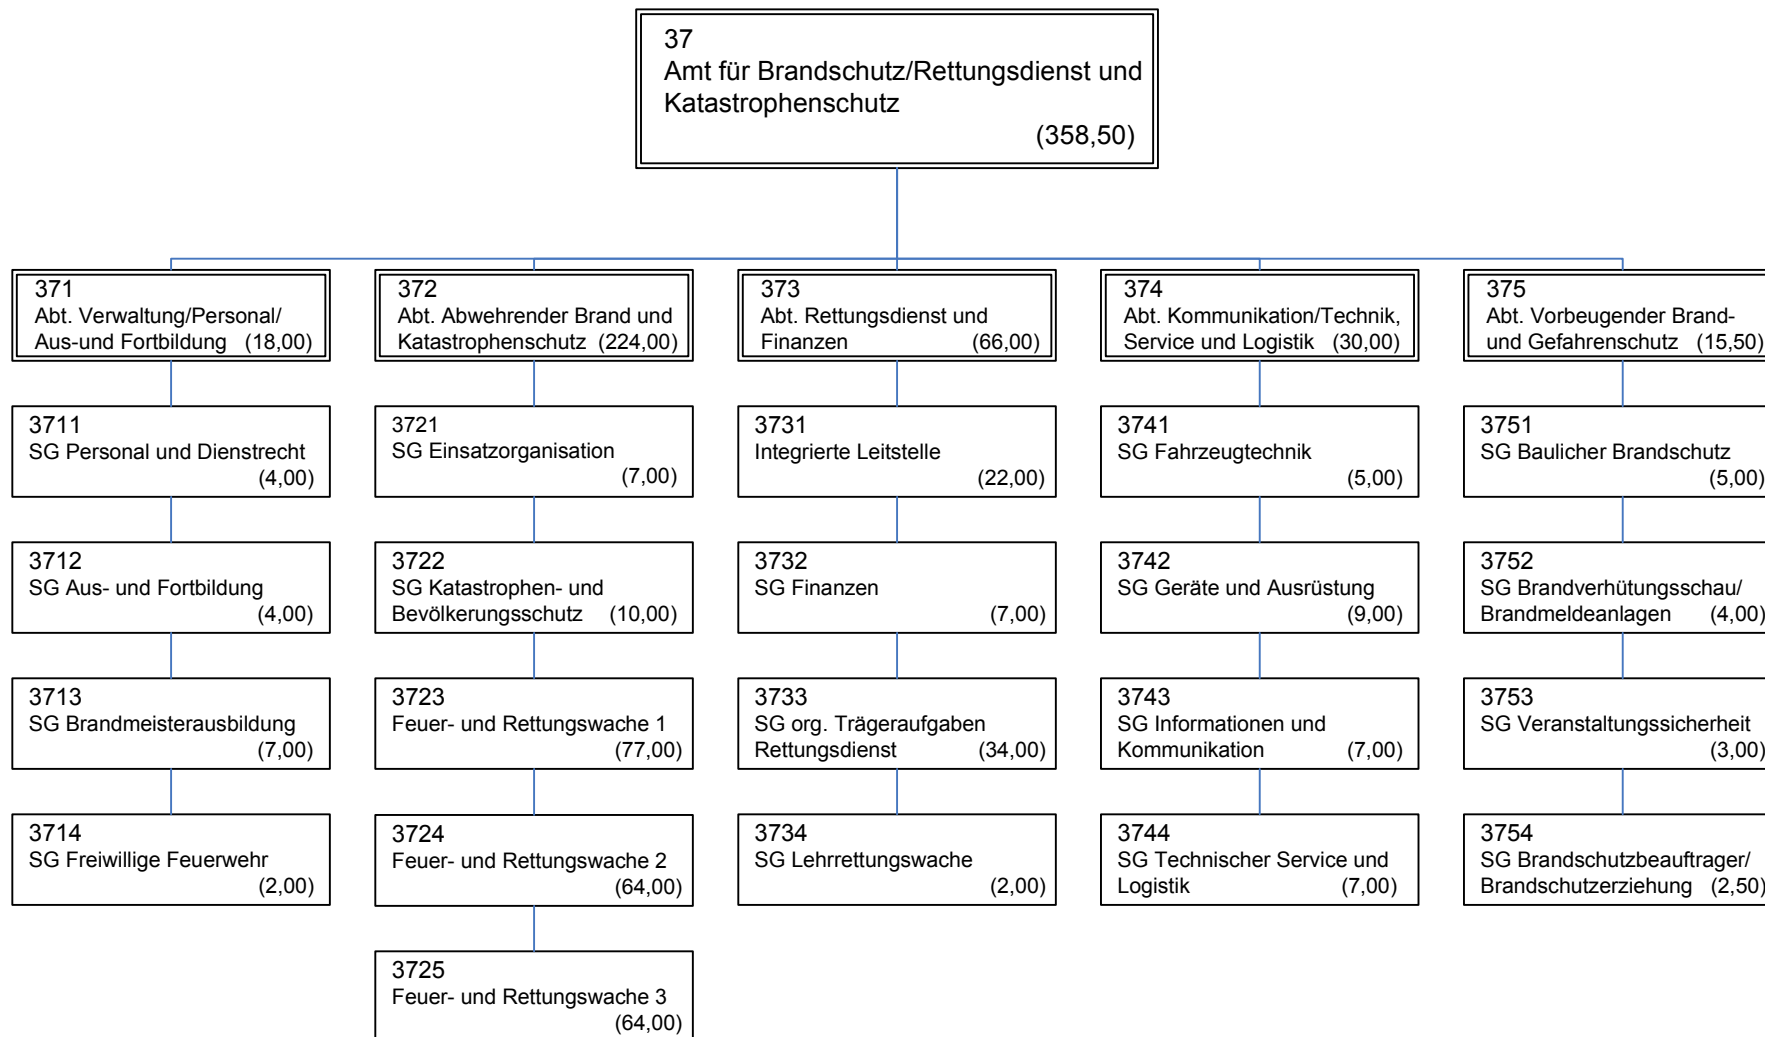 37
Amt für Brandschutz/Rettungsdienst und
Katastrophenschutz
(358,50)
371
Abt. Verwaltung/Personal/
Aus-und Fortbildung (18,00)
372
Abt. Abwehrender Brand und
Katastrophenschutz (224,00)
373
Abt. Rettungsdienst und
Finanzen (66,00)
374
Abt. Kommunikation/Technik,
Service und Logistik (30,00)
375
Abt. Vorbeugender Brand-
und Gefahrenschutz (15,50)
3711
SG Personal und Dienstrecht
(4,00)
3721
SG Einsatzorganisation
(7,00)
3731
Integrierte Leitstelle
(22,00)
3741
SG Fahrzeugtechnik
(5,00)
3751
SG Baulicher Brandschutz
(5,00)
3712
SG Aus- und Fortbildung
(4,00)
3722
SG Katastrophen- und
Bevölkerungsschutz (10,00)
3732
SG Finanzen
(7,00)
3742
SG Geräte und Ausrüstung
(9,00)
3752
SG Brandverhütungsschau/
Brandmeldeanlagen (4,00)
3713
SG Brandmeisterausbildung
(7,00)
3723
Feuer- und Rettungswache 1
(77,00)
3733
SG org. Trägeraufgaben
Rettungsdienst (34,00)
3743
SG Informationen und
Kommunikation (7,00)
3753
SG Veranstaltungssicherheit
(3,00)
3714
SG Freiwillige Feuerwehr
(2,00)
3724
Feuer- und Rettungswache 2
(64,00)
3734
SG Lehrrettungswache
(2,00)
3744
SG Technischer Service und
Logistik (7,00)
3754
SG Brandschutzbeauftrager/
Brandschutzerziehung (2,50)
3725
Feuer- und Rettungswache 3
(64,00)